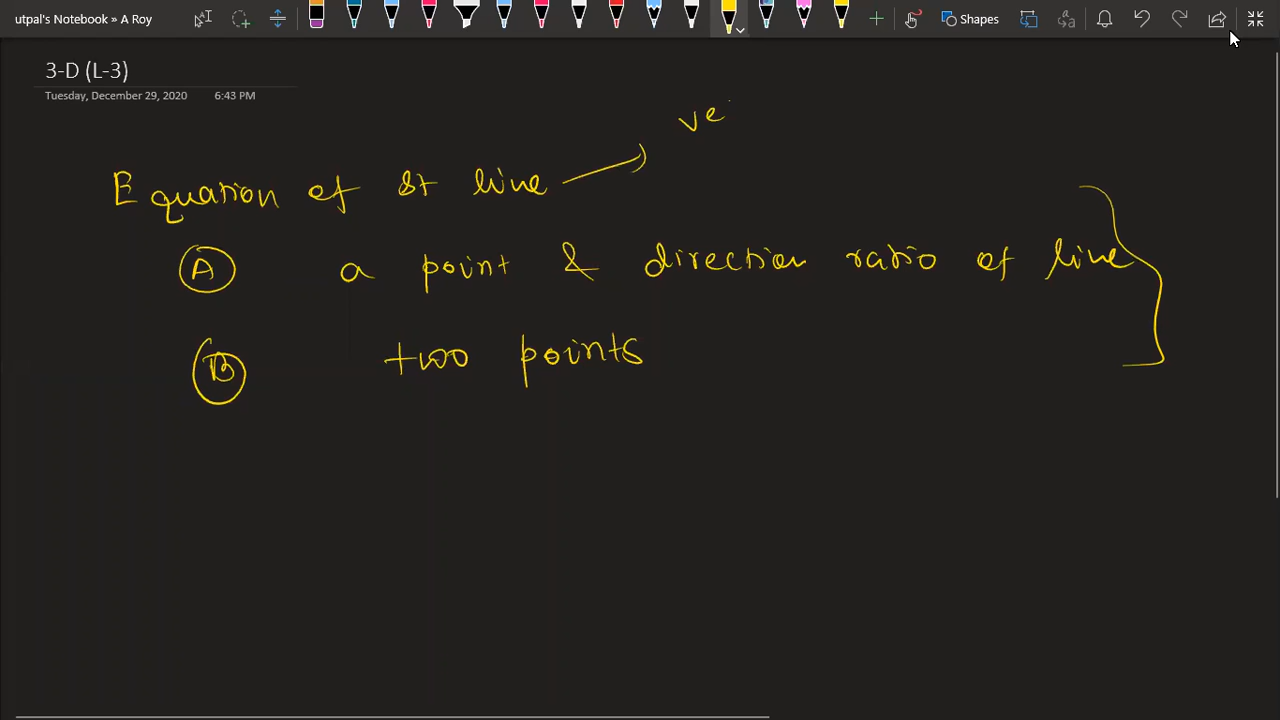 utpal's Notebook » A Roy
Shapes
3-D (L-3)
Tuesday, December 29, 2020 6:43 PM
ve
Equation of st line
A a point & direction ratio of line
B two points